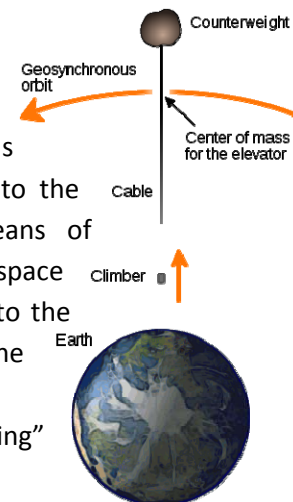 Counterweight
Geosynchronous
orbit
Center of mass
for the elevator
Cable
Climber
Earth
s
to the
eans of
space
to the
ne
ing”